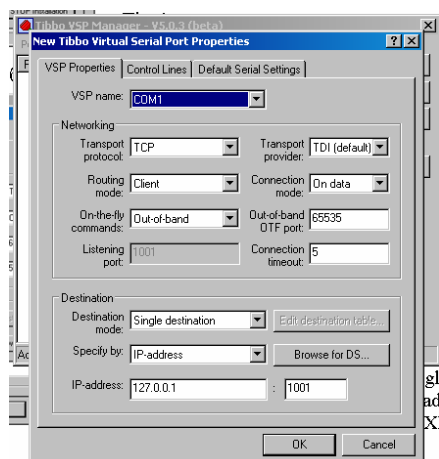 Tibbo VSP Manager - V5.0.3 (beta)
New Tibbo Virtual Serial Port Properties
VSP Properties Control Lines Default Serial Settings
VSP name: COM1
Networking
Transport protocol: TCP Transport provider: TDI (default)
Routing mode: Client Connection mode: On data
On-the-fly commands: Out-of-band Out-of-band OTF port: 65535
Listening port: 1001 Connection timeout: 5
Destination
Destination mode: Single destination Edit destination table...
Specify by: IP-address Browse for DS...
IP-address: 127.0.0.1 : 1001
OK Cancel